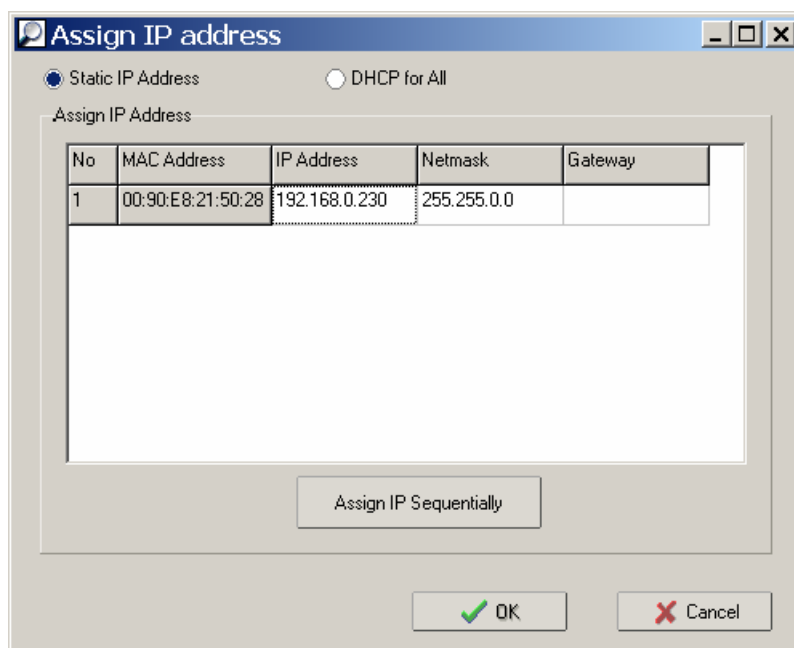 Assign IP address
Static IP Address DHCP for All
Assign IP Address
No MAC Address IP Address Netmask Gateway
1 00:90:E8:21:50:28 192.168.0.230 255.255.0.0
Assign IP Sequentially
OK Cancel